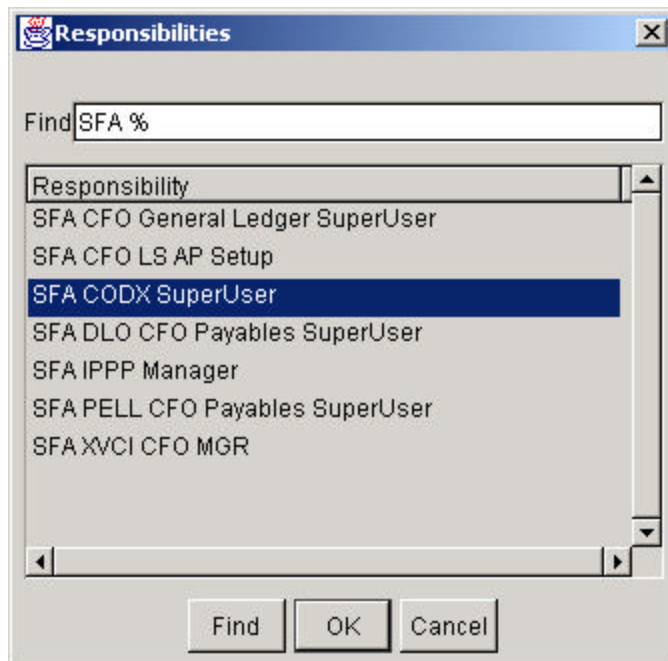 Responsibilities
Find SFA %
Responsibility
SFA CFO General Ledger SuperUser
SFA CFO LS AP Setup
SFA CODX SuperUser
SFA DLO CFO Payables SuperUser
SFA IPPP Manager
SFA PELL CFO Payables SuperUser
SFA XVCI CFO MGR
Find OK Cancel